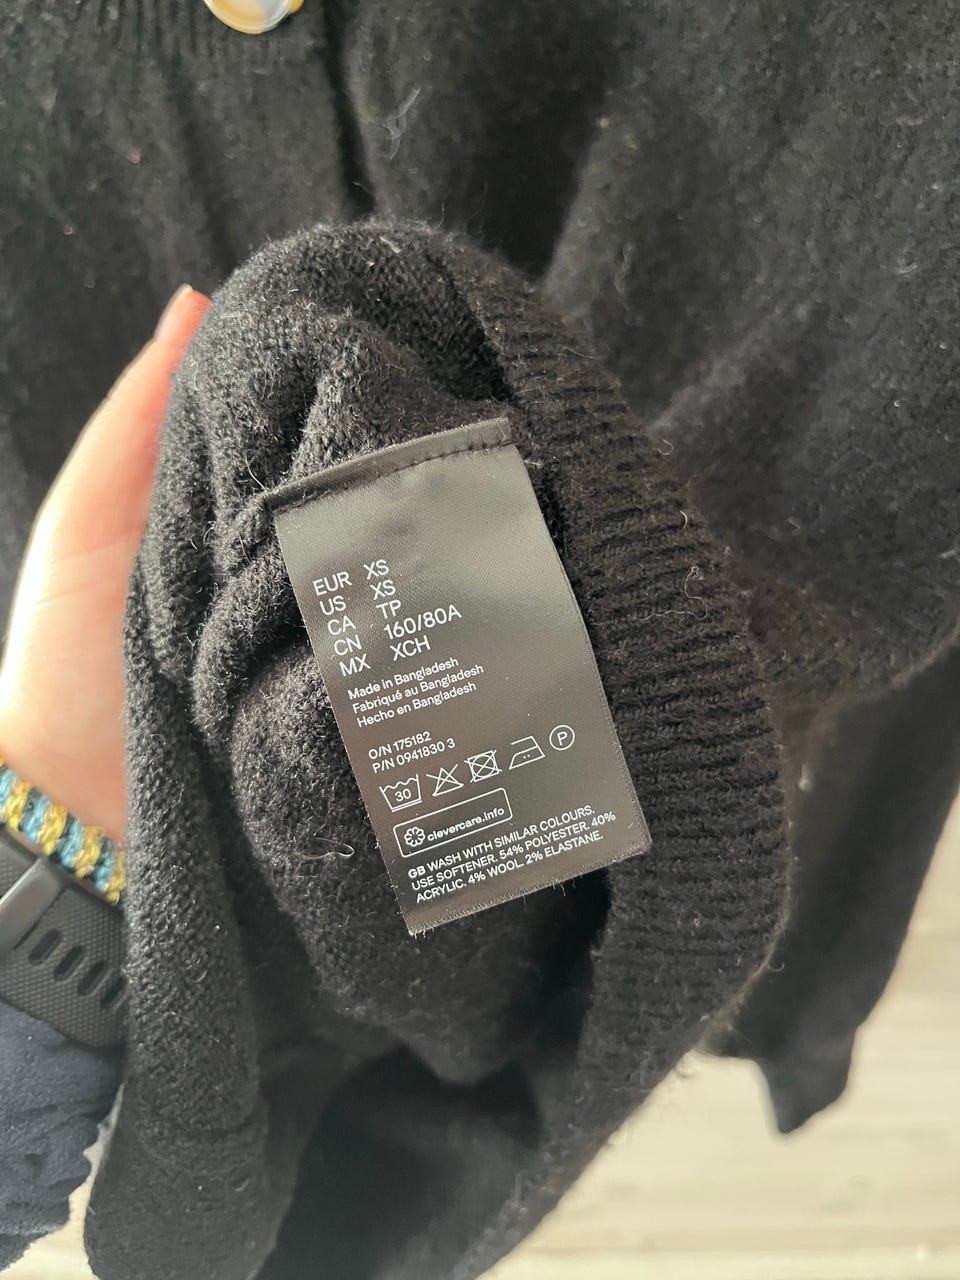 EUR XS
US XS
CA TP
CN 160/80A
MX XCH
Made in Bangladesh
Fabriqué au Bangladesh
Hecho en Bangladesh
O/N 175182
P/N 0941830 3
30 P
clevercare.info
GB WASH WITH SIMILAR COLOURS.
USE SOFTENER. 54% POLYESTER. 40%
ACRYLIC. 4% WOOL. 2% ELASTANE.